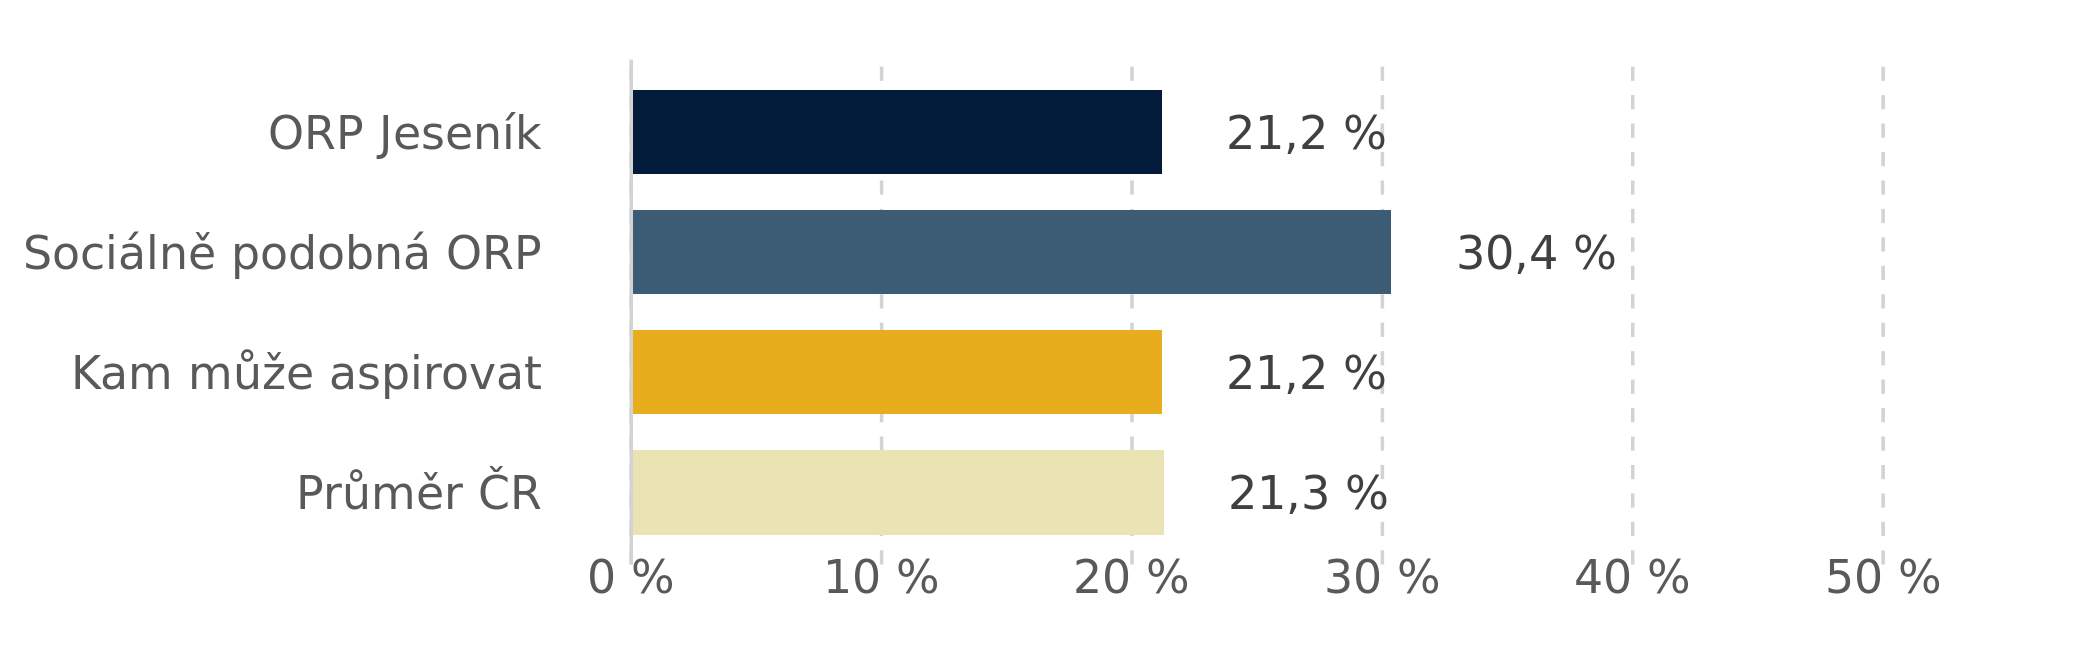 ORP Jeseník 21,2 %
Sociálně podobná ORP 30,4 %
Kam může aspirovat 21,2 %
Průměr ČR 21,3 %
0 % 10 % 20 % 30 % 40 % 50 %